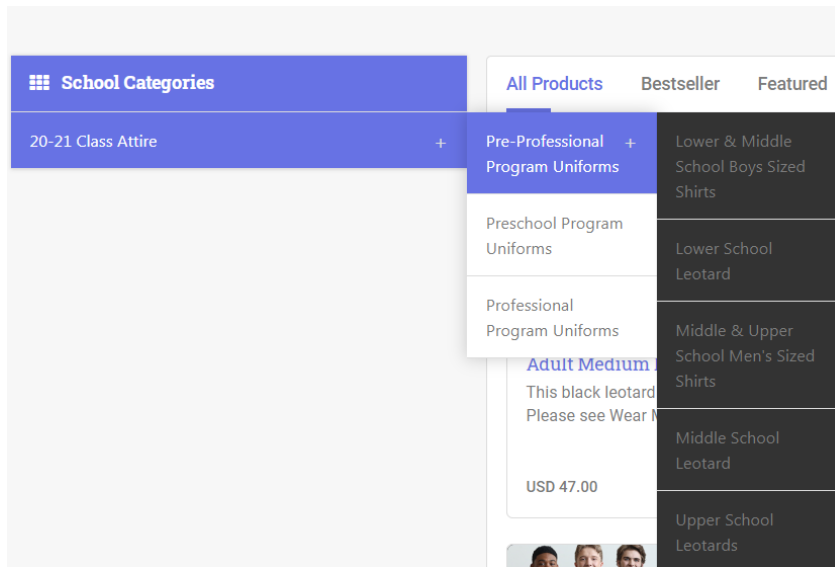 School Categories
20-21 Class Attire +
All Products Bestseller Featured
Pre-Professional +
Program Uniforms
Preschool Program
Uniforms
Professional
Program Uniforms
Lower & Middle
School Boys Sized
Shirts
Lower School
Leotard
Middle & Upper
School Men's Sized
Shirts
Middle School
Leotard
Upper School
Leotards
Adult Medium
This black leotard
Please see Wear
USD 47.00